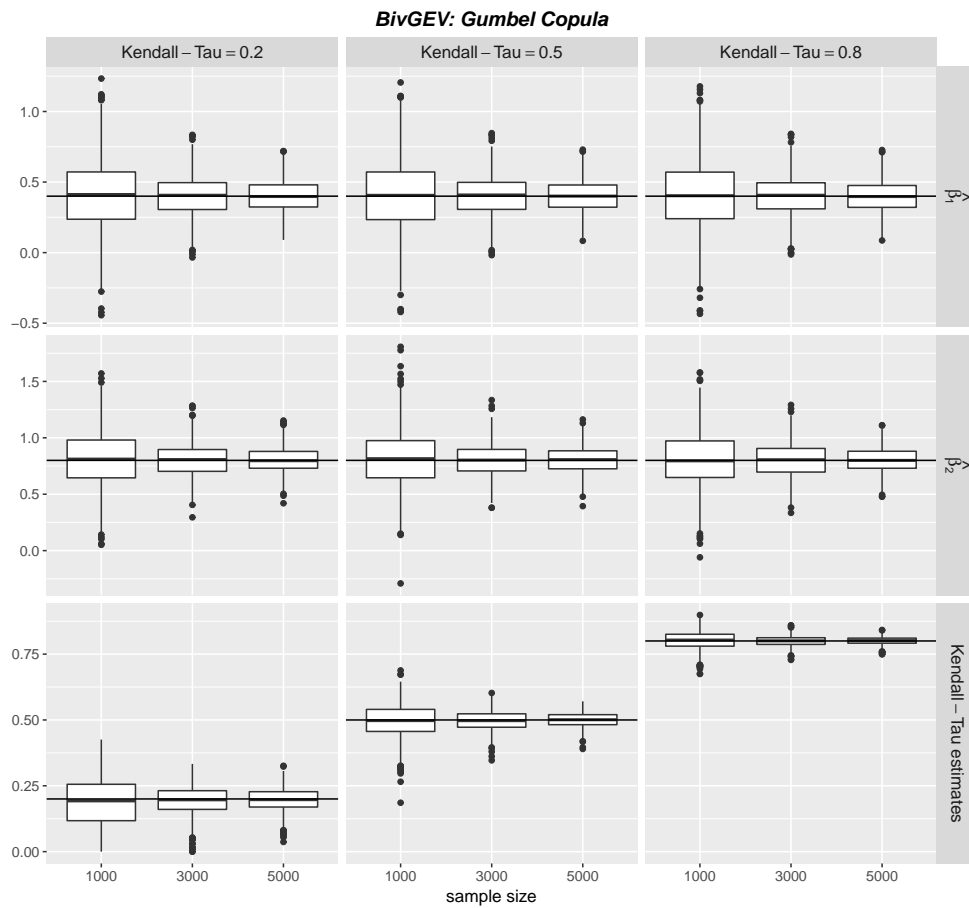 BivGEV: Gumbel Copula
Kendall − Tau = 0.2
Kendall − Tau = 0.5
Kendall − Tau = 0.8
1.0
0.5
0.0
−0.5
β̂₁
1.5
1.0
0.5
0.0
β̂₂
0.75
0.50
0.25
0.00
Kendall − Tau estimates
1000 3000 5000
1000 3000 5000
1000 3000 5000
sample size